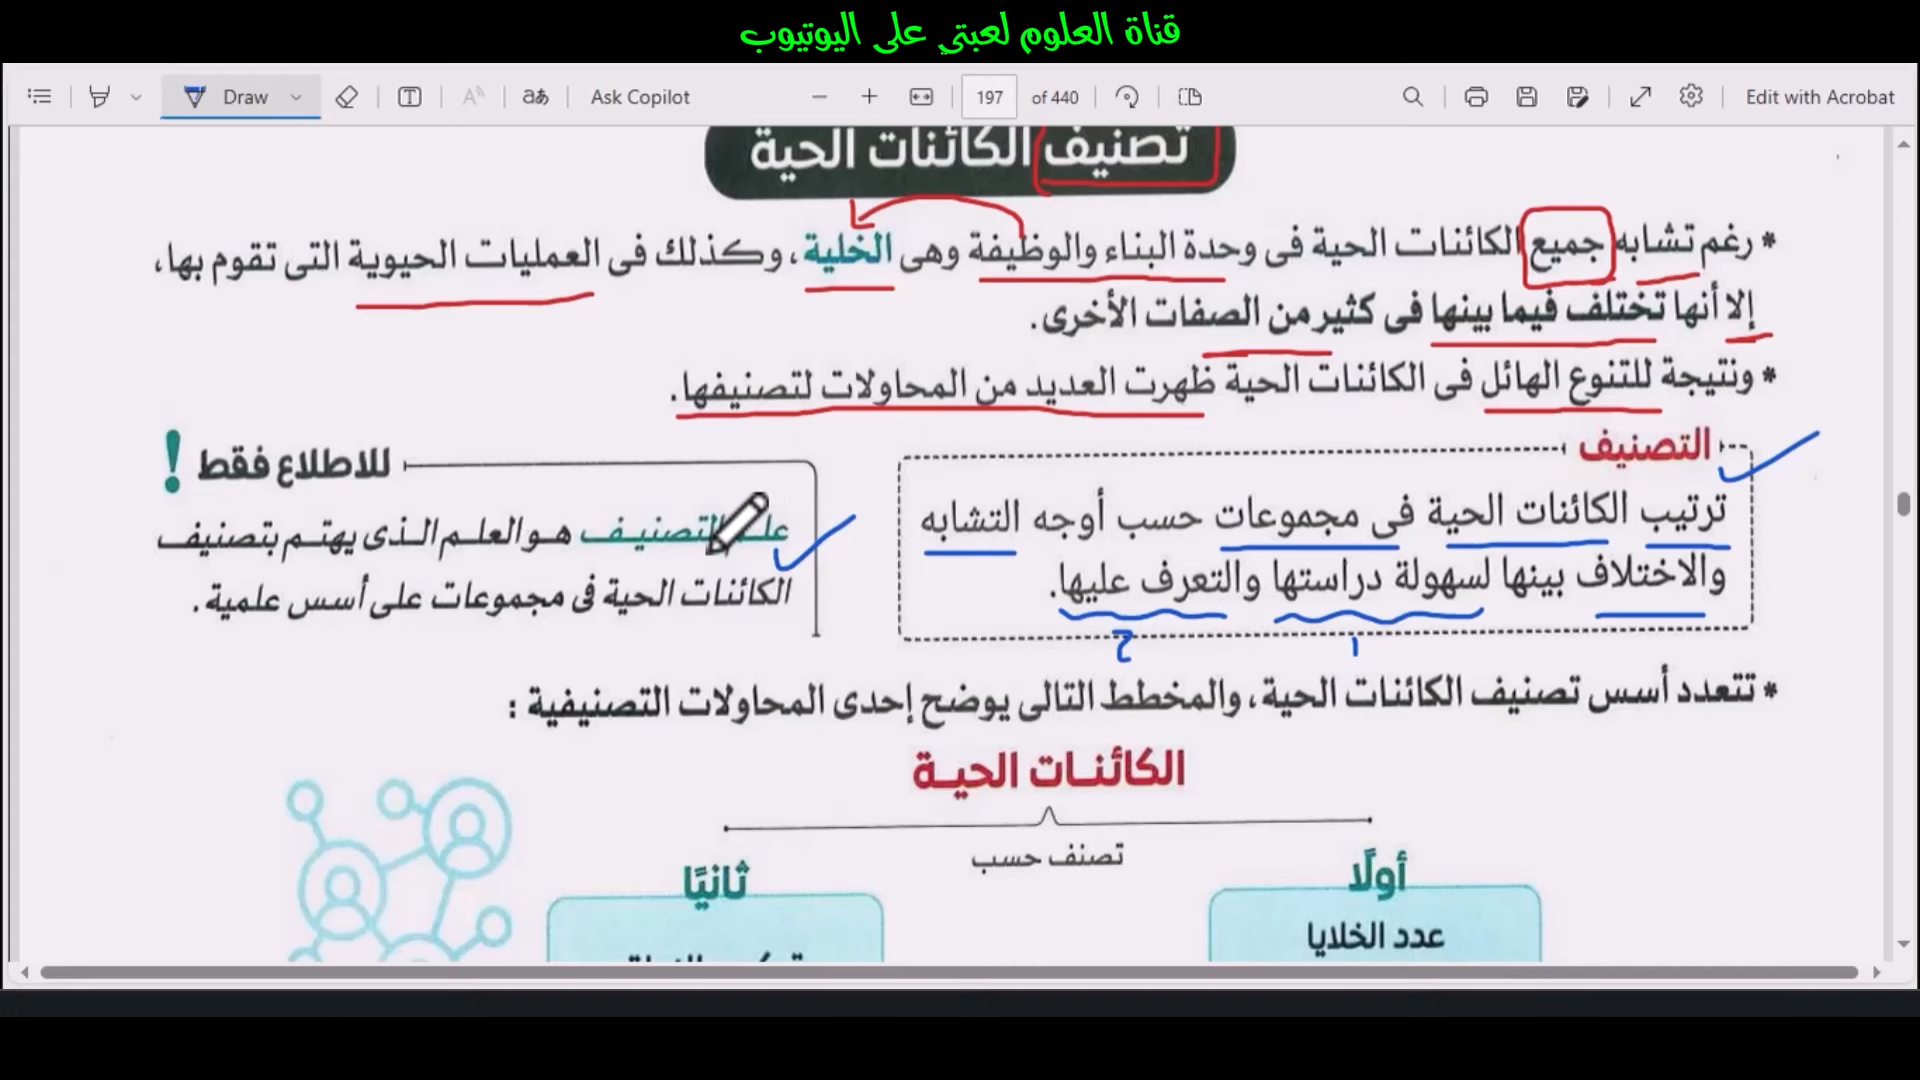 قناة العلوم لعبتي على اليوتيوب
Draw
Ask Copilot
197 of 440
Edit with Acrobat
تصنيف الكائنات الحية
* رغم تشابه جميع الكائنات الحية فى وحدة البناء والوظيفة وهى الخلية، وكذلك فى العمليات الحيوية التى تقوم بها،
إلا أنها تختلف فيما بينها فى كثير من الصفات الأخرى.
* ونتيجة للتنوع الهائل فى الكائنات الحية ظهرت العديد من المحاولات لتصنيفها.
التصنيف
ترتيب الكائنات الحية فى مجموعات حسب أوجه التشابه
والاختلاف بينها لسهولة دراستها والتعرف عليها.
١
٢
للاطلاع فقط !
علم التصنيف هو العلم الذى يهتم بتصنيف
الكائنات الحية فى مجموعات على أسس علمية.
* تتعدد أسس تصنيف الكائنات الحية، والمخطط التالى يوضح إحدى المحاولات التصنيفية :
الكائنات الحية
تصنف حسب
أولًا
عدد الخلايا
ثانيًا